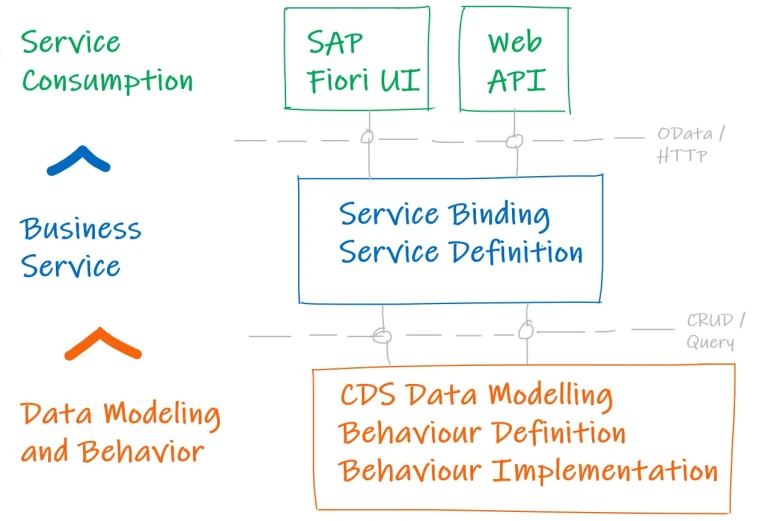 Service
Consumption
SAP
Fiori UI
Web
API
OData /
HTTP
Business
Service
Service Binding
Service Definition
CRUD /
Query
Data Modeling
and Behavior
CDS Data Modelling
Behaviour Definition
Behaviour Implementation